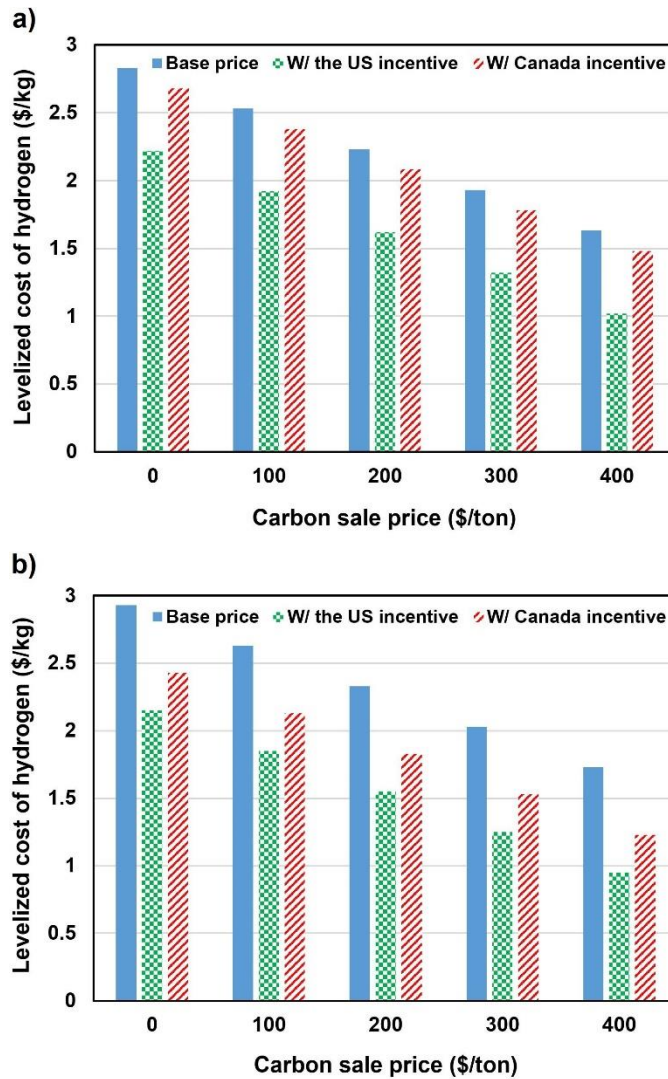 a)
3
Base price W/ the US incentive W/ Canada incentive
2.5
2
1.5
1
0.5
0
Levelized cost of hydrogen ($/kg)
0 100 200 300 400
Carbon sale price ($/ton)
b)
3
Base price W/ the US incentive W/ Canada incentive
2.5
2
1.5
1
0.5
0
Levelized cost of hydrogen ($/kg)
0 100 200 300 400
Carbon sale price ($/ton)